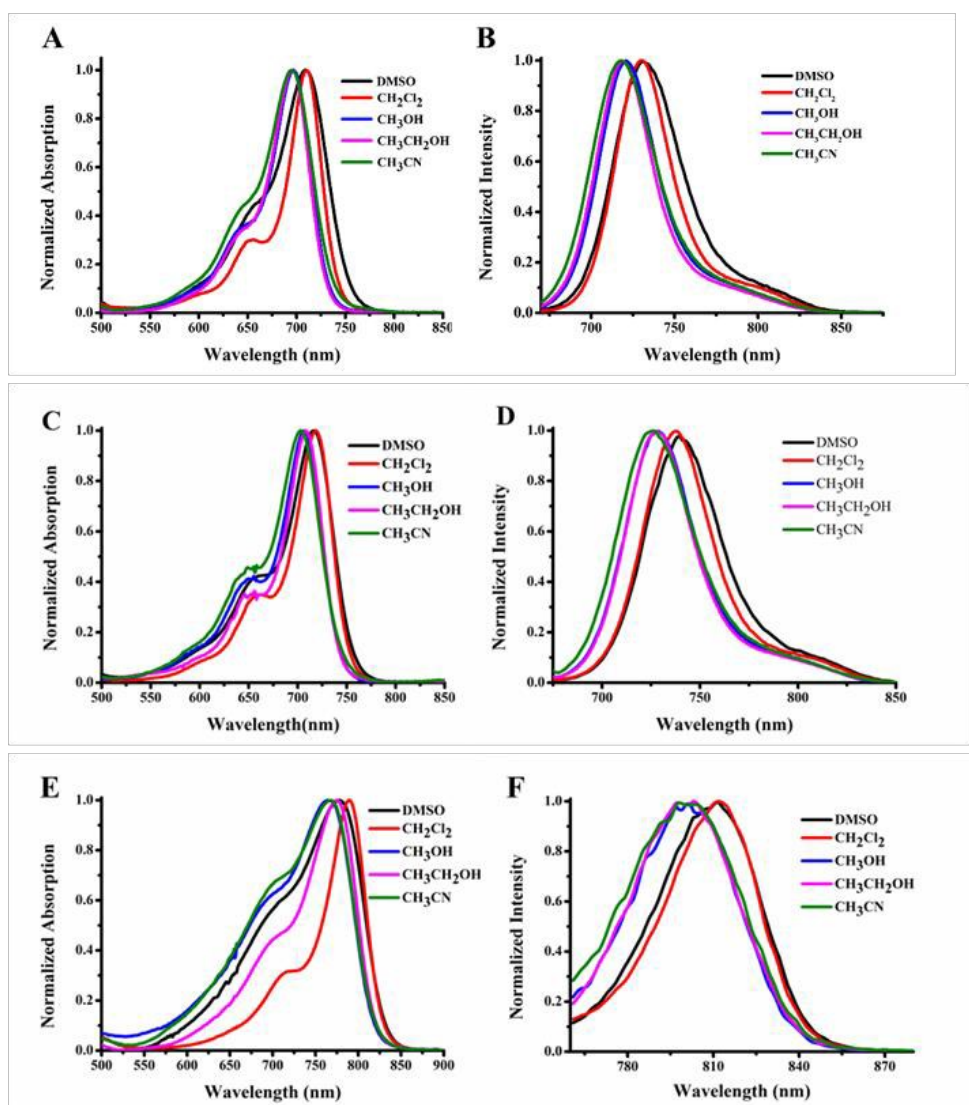 A
1.0
0.8
0.6
0.4
0.2
0.0
Normalized Absorption
500 550 600 650 700 750 800 850
Wavelength (nm)
DMSO
CH₂Cl₂
CH₃OH
CH₃CH₂OH
CH₃CN
B
1.0
0.8
0.6
0.4
0.2
0.0
Normalized Intensity
700 750 800 850
Wavelength (nm)
DMSO
CH₂Cl₂
CH₃OH
CH₃CH₂OH
CH₃CN
C
1.0
0.8
0.6
0.4
0.2
0.0
Normalized Absorption
500 550 600 650 700 750 800 850
Wavelength(nm)
DMSO
CH₂Cl₂
CH₃OH
CH₃CH₂OH
CH₃CN
D
1.0
0.8
0.6
0.4
0.2
0.0
Normalized Intensity
700 750 800 850
Wavelength (nm)
DMSO
CH₂Cl₂
CH₃OH
CH₃CH₂OH
CH₃CN
E
1.0
0.8
0.6
0.4
0.2
0.0
Normalized Absorption
500 550 600 650 700 750 800 850 900
Wavelength (nm)
DMSO
CH₂Cl₂
CH₃OH
CH₃CH₂OH
CH₃CN
F
1.0
0.8
0.6
0.4
0.2
0.0
Normalized Intensity
780 810 840 870
Wavelength (nm)
DMSO
CH₂Cl₂
CH₃OH
CH₃CH₂OH
CH₃CN